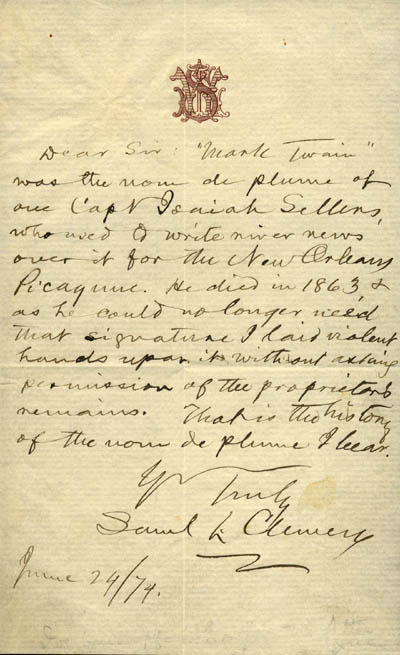 Dear Sir: "Mark Twain"
was the nom de plume of
one Capt Isaiah Sellers,
who used to write river news
over it for the New Orleans
Picayune. He died in 1863 &
as he could no longer need
that signature I laid violent
hands upon it without asking
permission of the proprietor's
remains. That is the history
of the nom de plume I bear.
Yr Truly
Saml L Clemens
June 24/74.